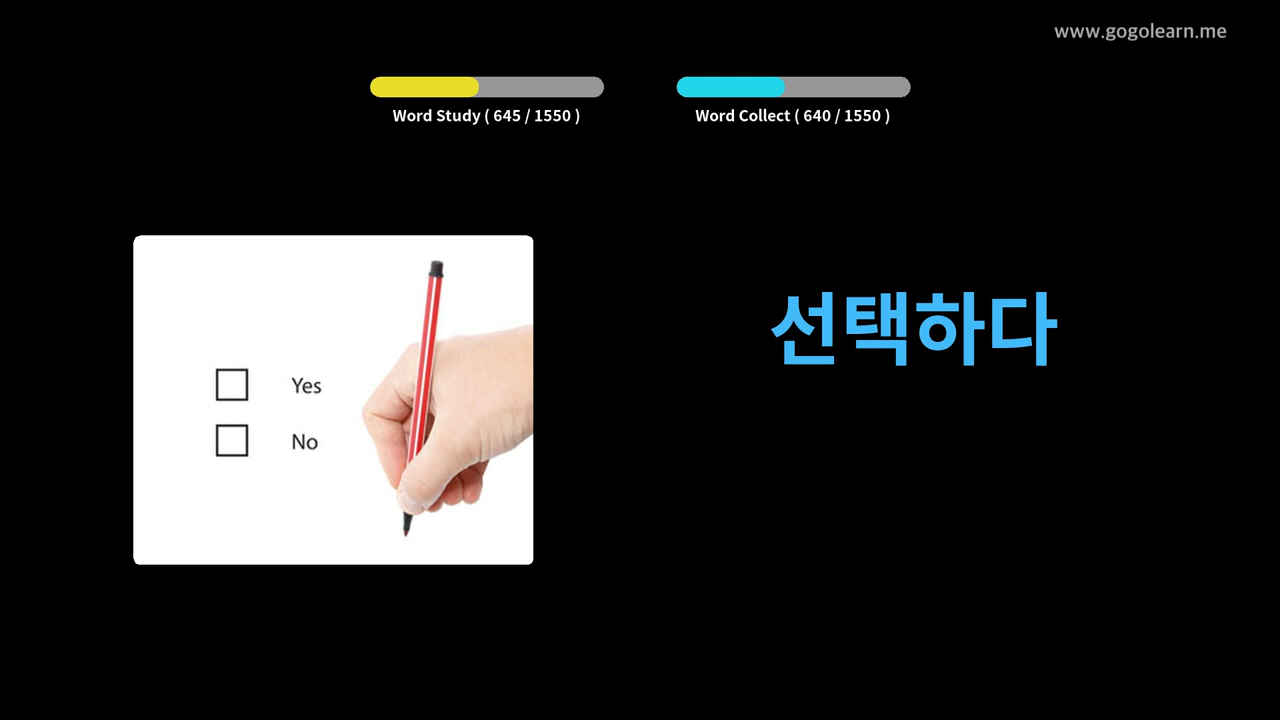 www.gogolearn.me
Word Study ( 645 / 1550 )
Word Collect ( 640 / 1550 )
선택하다
Yes
No